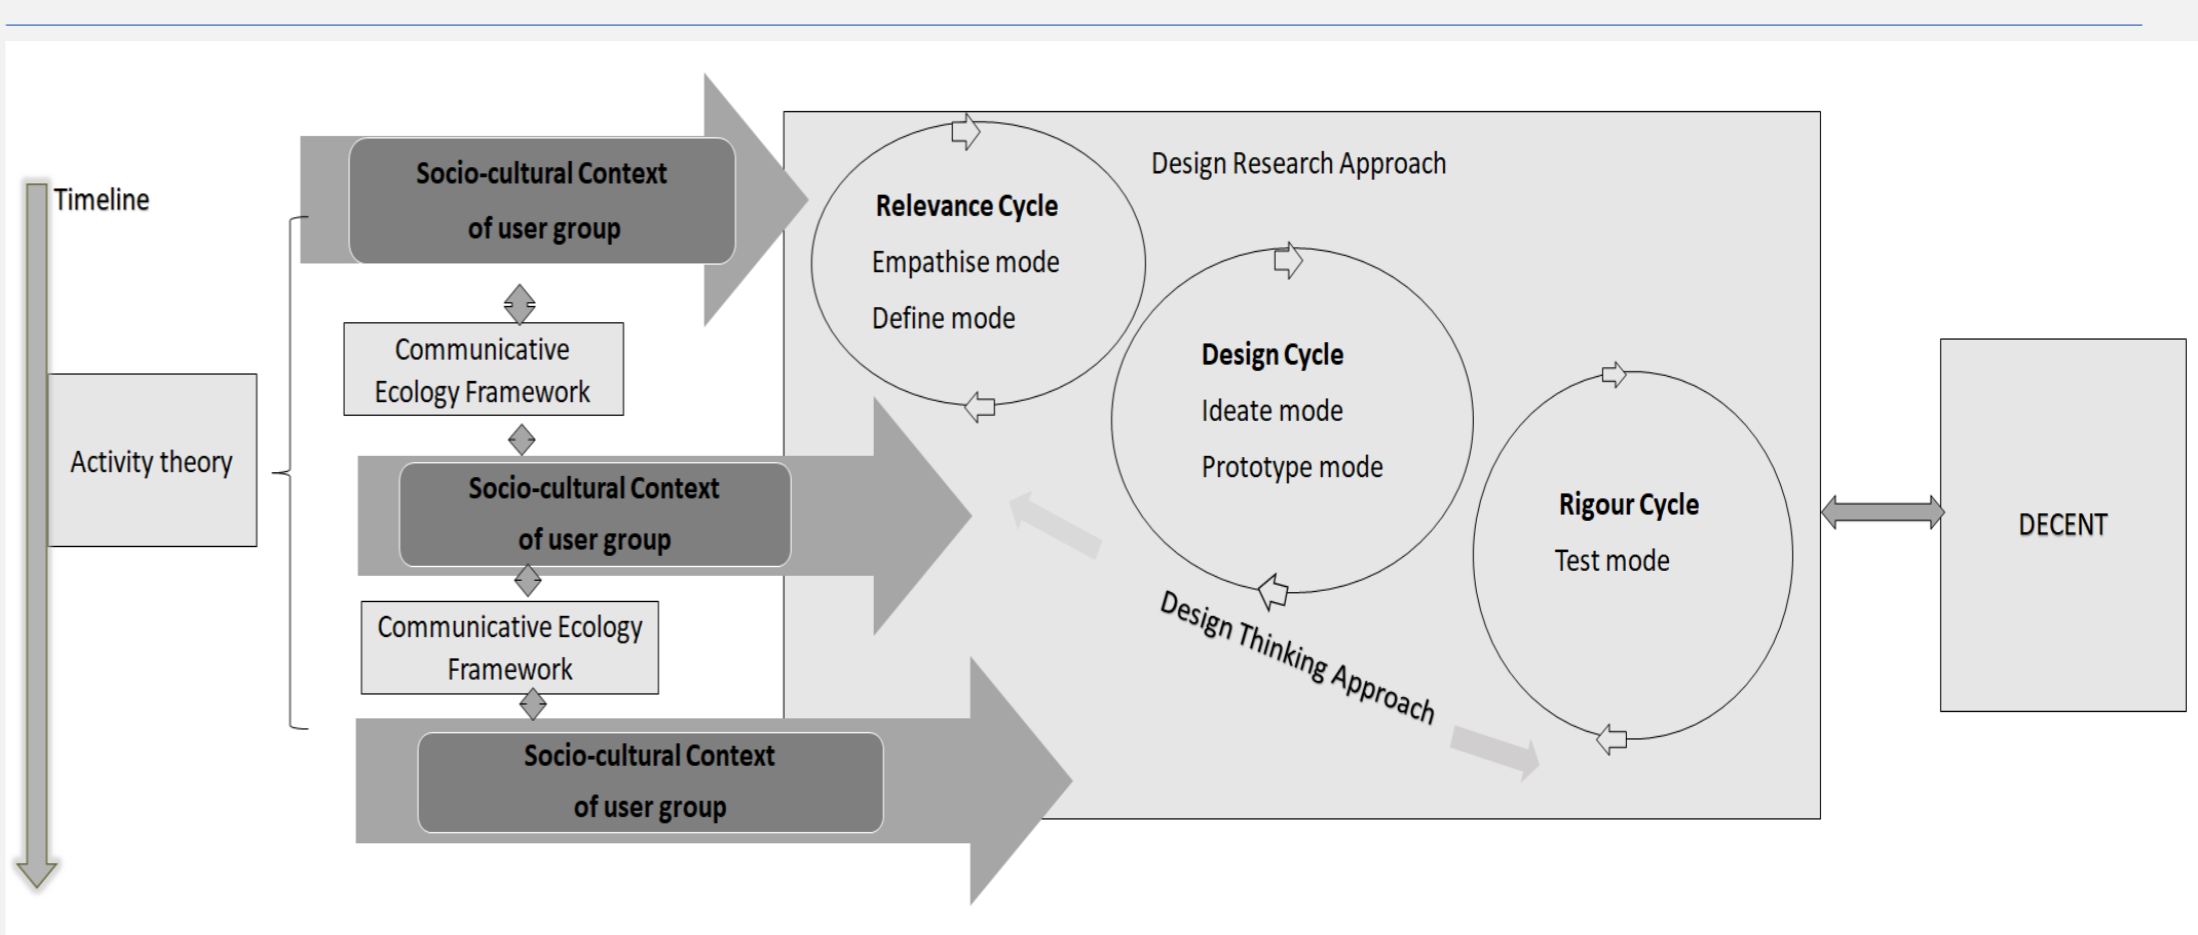 Timeline
Activity theory
Socio-cultural Context
of user group
Communicative
Ecology Framework
Socio-cultural Context
of user group
Communicative Ecology
Framework
Socio-cultural Context
of user group
Design Research Approach
Relevance Cycle
Empathise mode
Define mode
Design Cycle
Ideate mode
Prototype mode
Rigour Cycle
Test mode
Design Thinking Approach
DECENT